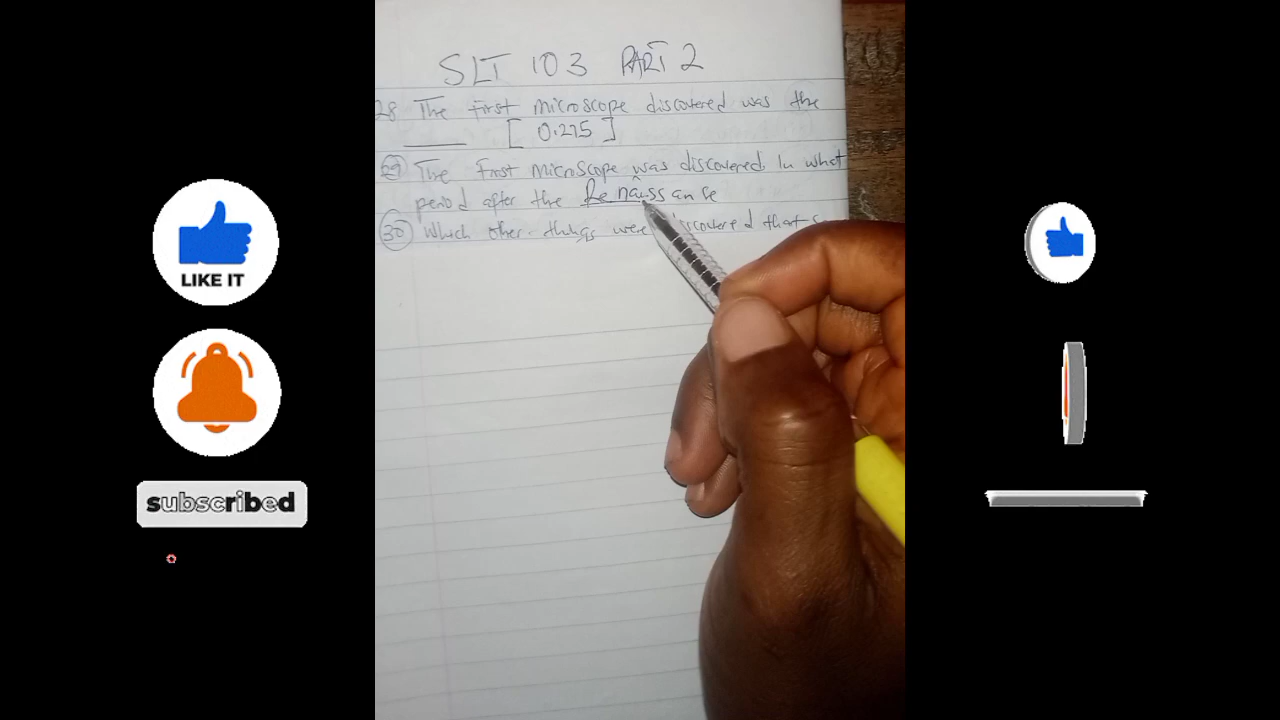 SLT 103 PART 2
28 The first microscope discovered was the
[ 0.275 ]
29 The first microscope was discovered in what
period after the Renaussanse
30 Which other things were discovered that
LIKE IT
subscribed